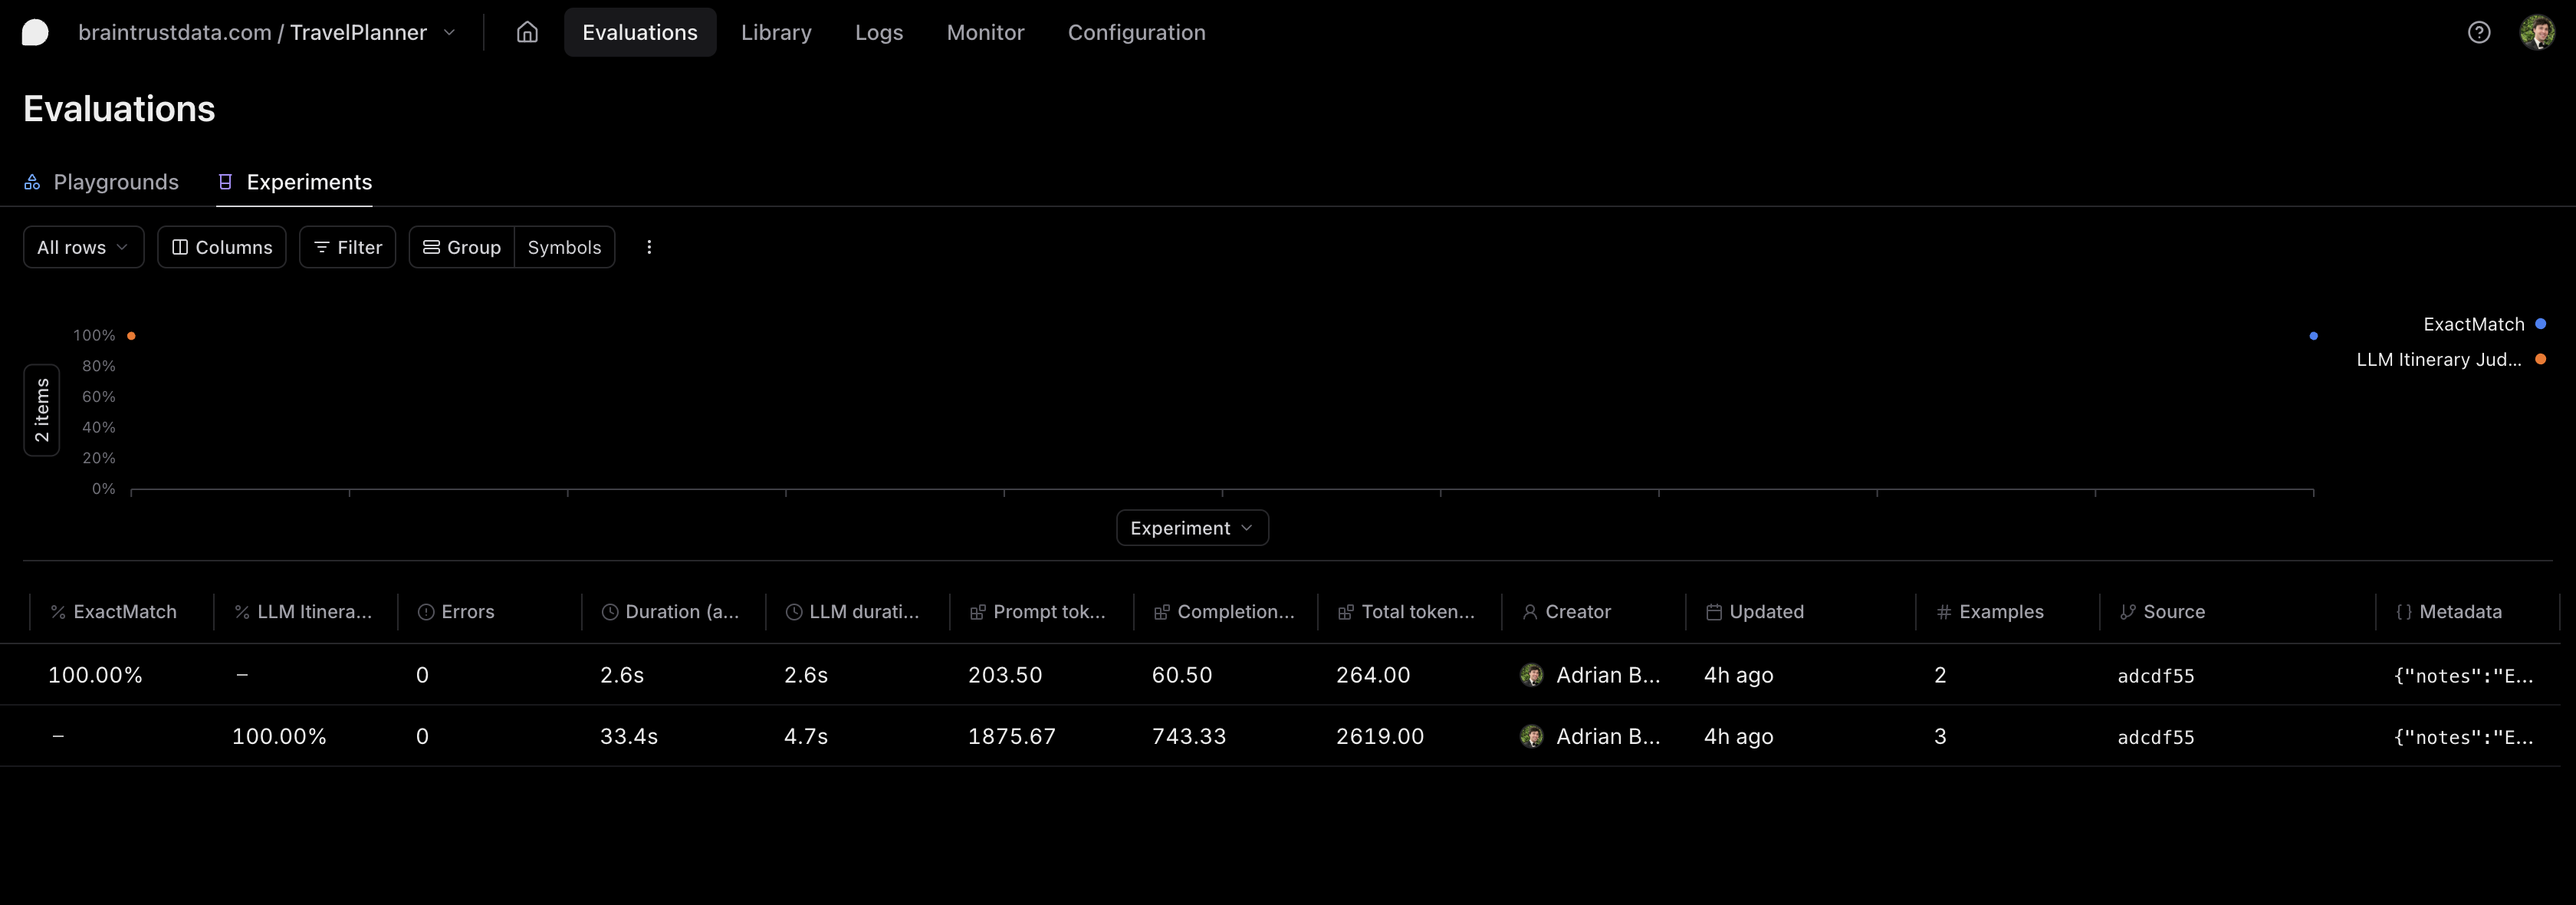 braintrustdata.com / TravelPlanner
Evaluations
Library
Logs
Monitor
Configuration
Evaluations
Playgrounds
Experiments
All rows
Columns
Filter
Group
Symbols
2 items
100%
80%
60%
40%
20%
0%
ExactMatch
LLM Itinerary Jud...
Experiment
ExactMatch LLM Itinera... Errors Duration (a... LLM durati... Prompt tok... Completion... Total token... Creator Updated Examples Source Metadata
100.00% – 0 2.6s 2.6s 203.50 60.50 264.00 Adrian B... 4h ago 2 adcdf55 {"notes":"E...
– 100.00% 0 33.4s 4.7s 1875.67 743.33 2619.00 Adrian B... 4h ago 3 adcdf55 {"notes":"E...